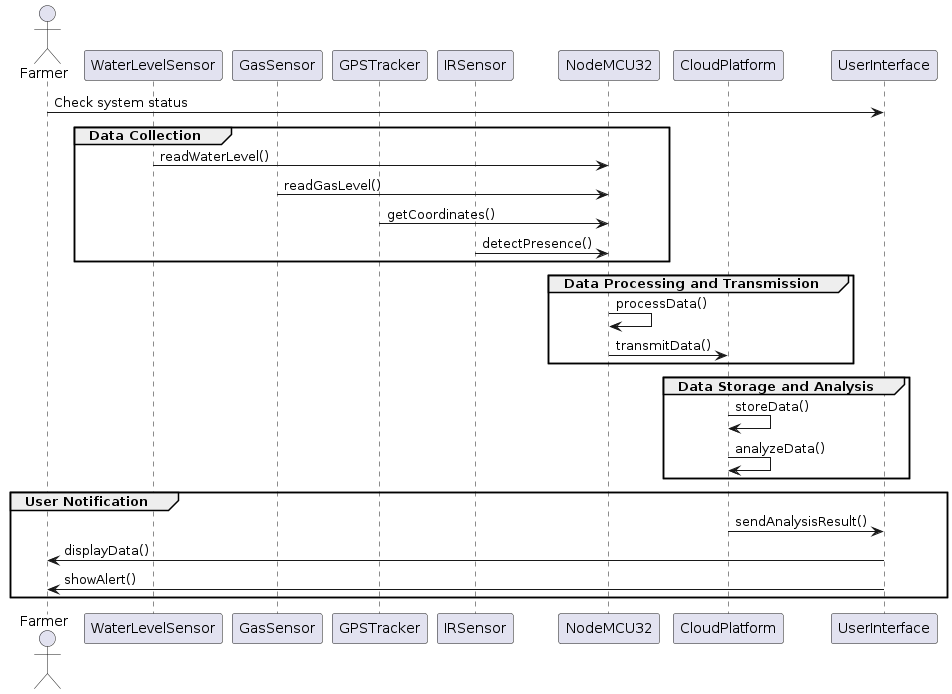 Farmer
WaterLevelSensor GasSensor GPSTracker IRSensor NodeMCU32 CloudPlatform UserInterface
Check system status
Data Collection
readWaterLevel()
readGasLevel()
getCoordinates()
detectPresence()
Data Processing and Transmission
processData()
transmitData()
Data Storage and Analysis
storeData()
analyzeData()
User Notification
sendAnalysisResult()
displayData()
showAlert()
Farmer
WaterLevelSensor GasSensor GPSTracker IRSensor NodeMCU32 CloudPlatform UserInterface